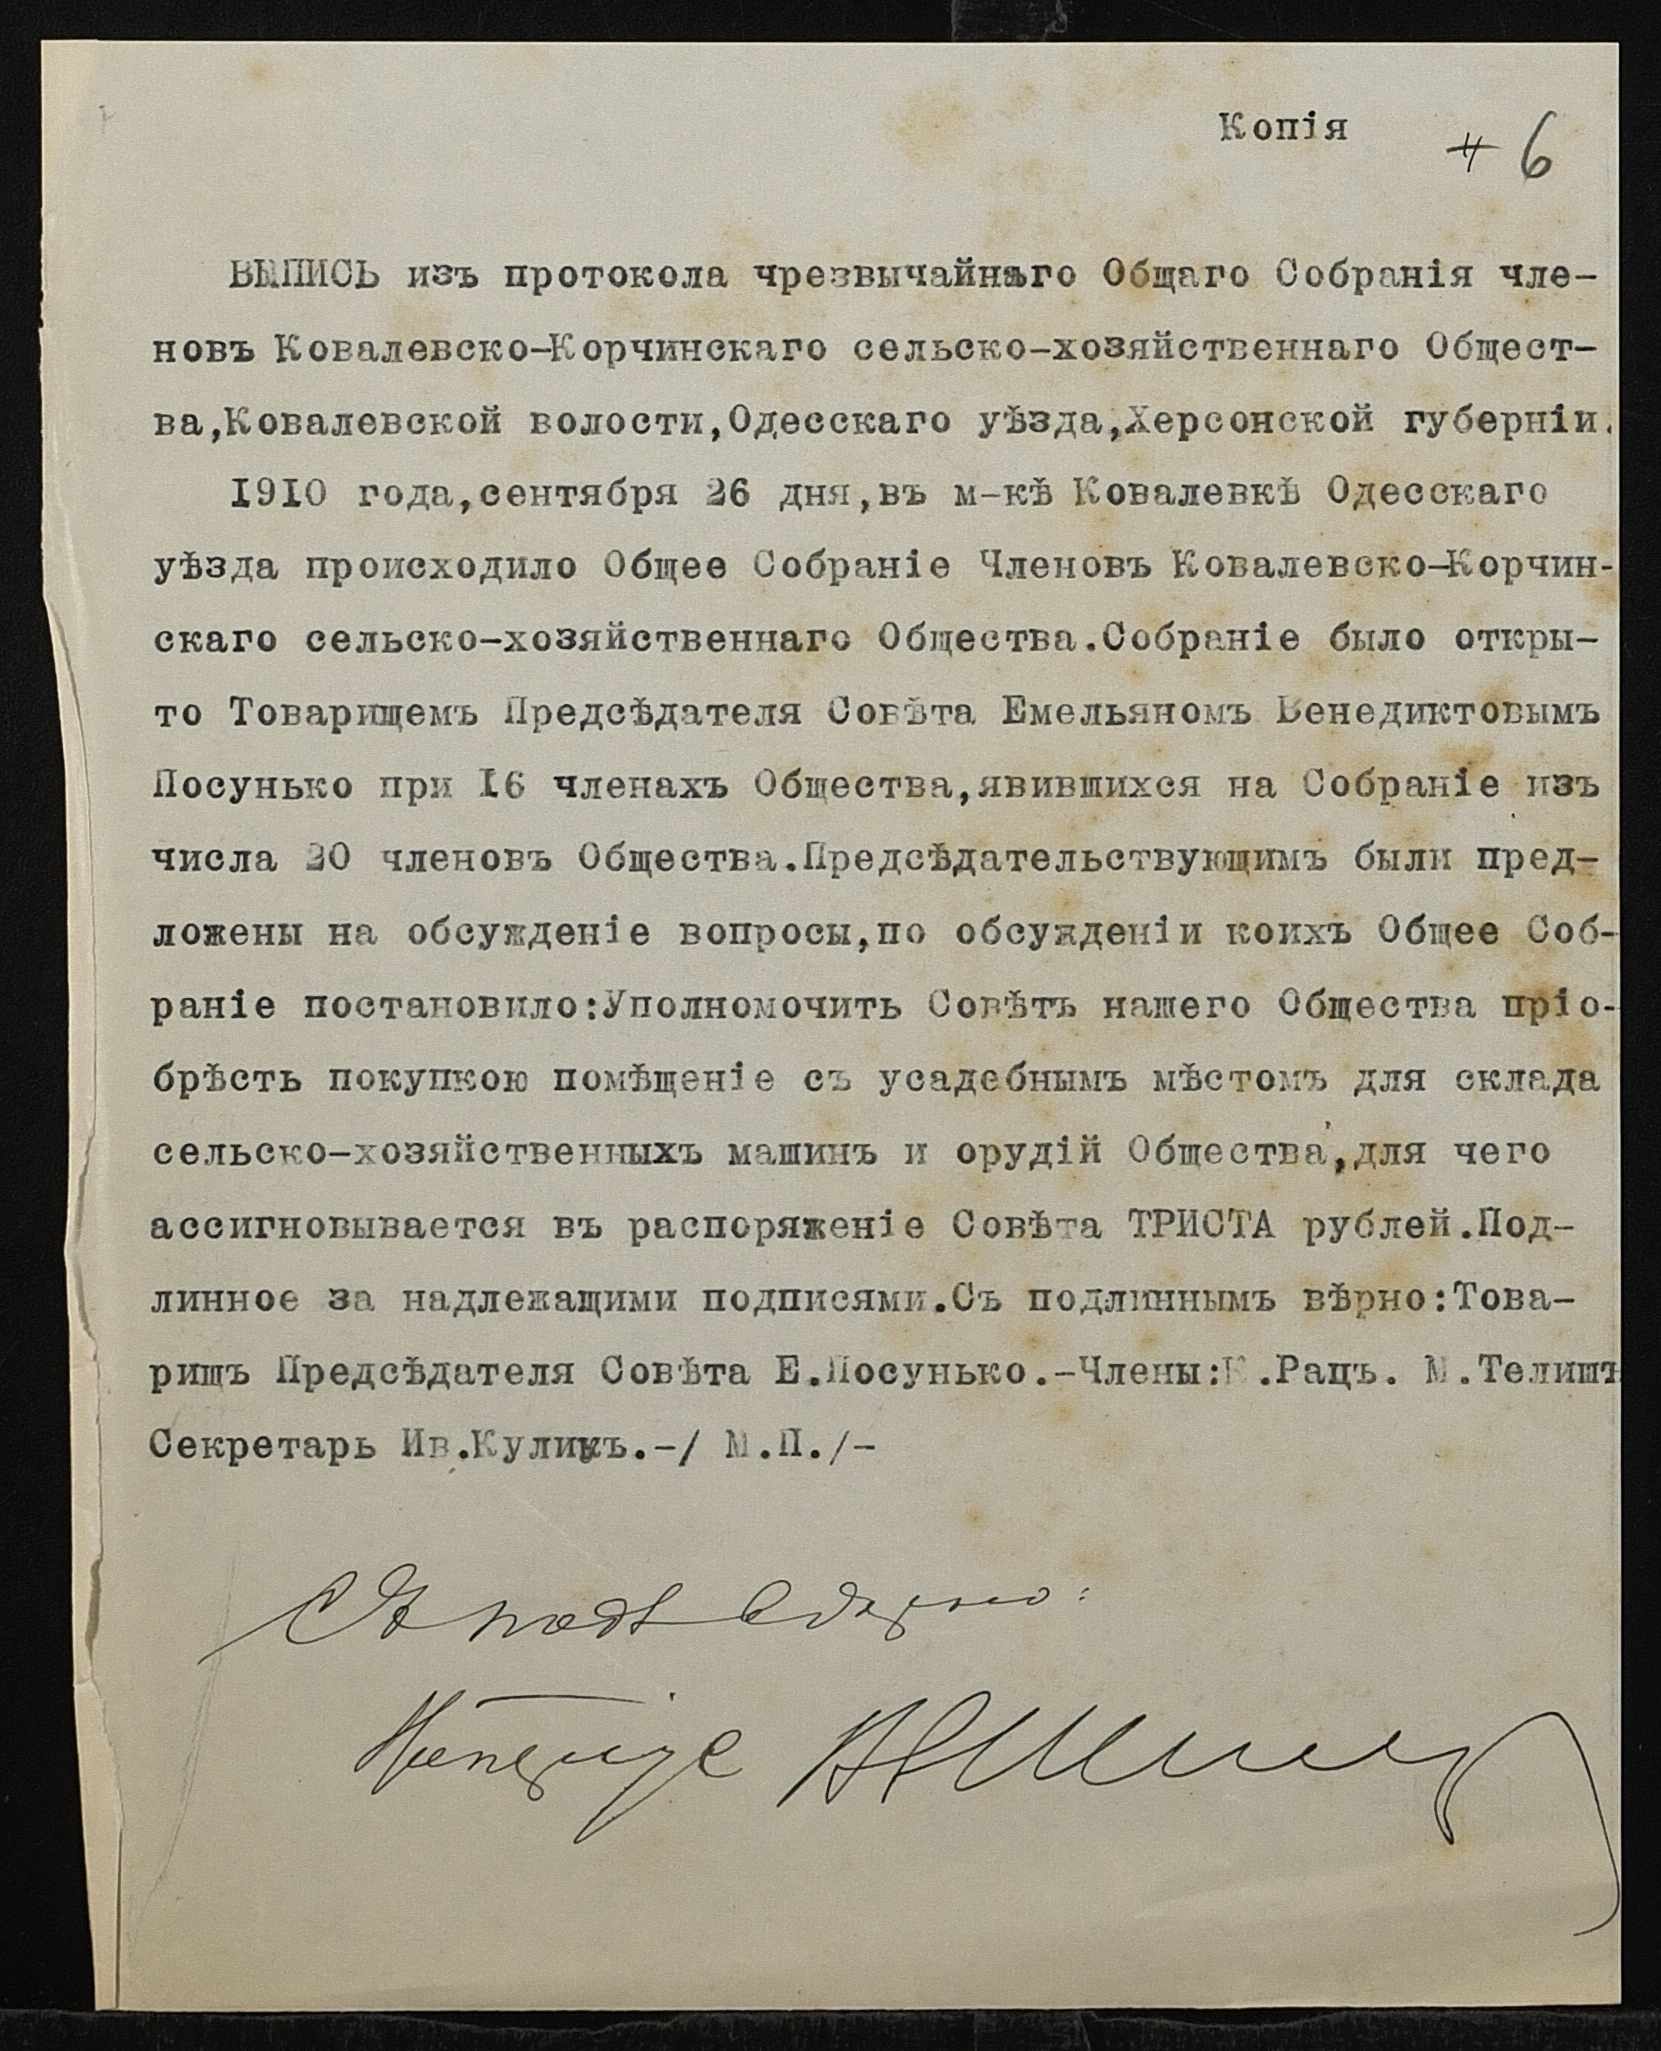 Копія
6
ВЫПИСЬ изъ протокола чрезвычайнаго Общаго Собранія чле-
новъ Ковалевско-Корчинскаго сельско-хозяйственнаго Общест-
ва,Ковалевской волости,Одесскаго уѣзда,Херсонской губерніи.
1910 года,сентября 26 дня,въ м-кѣ Ковалевкѣ Одесскаго
уѣзда происходило Общее Собраніе Членовъ Ковалевско-Корчин-
скаго сельско-хозяйственнаго Общества.Собраніе было откры-
то Товарищемъ Предсѣдателя Совѣта Емельяномъ Венедиктовымъ
Посунько при 16 членахъ Общества,явившихся на Собраніе изъ
числа 20 членовъ Общества.Предсѣдательствующимъ были пред-
ложены на обсужденіе вопросы,по обсужденіи коихъ Общее Соб-
раніе постановило:Уполномочить Совѣтъ нашего Общества пріо-
брѣсть покупкою помѣщеніе съ усадебнымъ мѣстомъ для склада
сельско-хозяйственныхъ машинъ и орудій Общества,для чего
ассигновывается въ распоряженіе Совѣта ТРИСТА рублей.Под-
линное за надлежащими подписями.Съ подлиннымъ вѣрно:Това-
рищъ Предсѣдателя Совѣта Е.Посунько.-Члены:К.Рацъ. М.Телишъ
Секретарь Ив.Куликъ.-/ М.П./-
Съ подл вѣрно:
Нотаріус